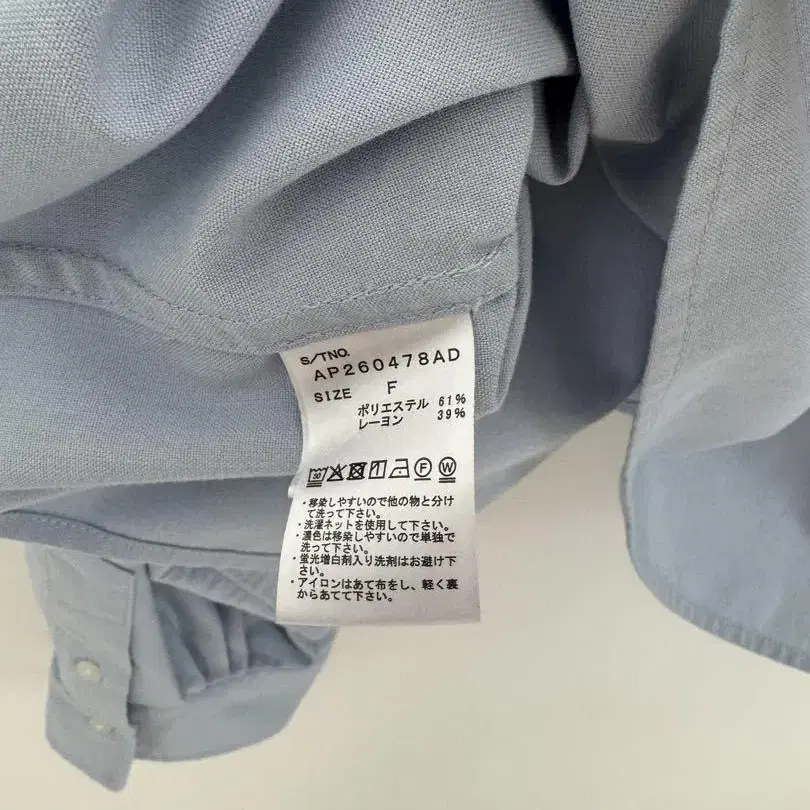 S/TNO.
AP260478AD
SIZE F
ポリエステル 61%
レーヨン 39%
30 F W
・移染しやすいので他の物と分け
て洗って下さい。
・洗濯ネットを使用して下さい。
・濃色は移染しやすいので単独で
洗って下さい。
・蛍光増白剤入り洗剤はお避け下
さい。
・アイロンはあて布をし、軽く裏
からあてて下さい。